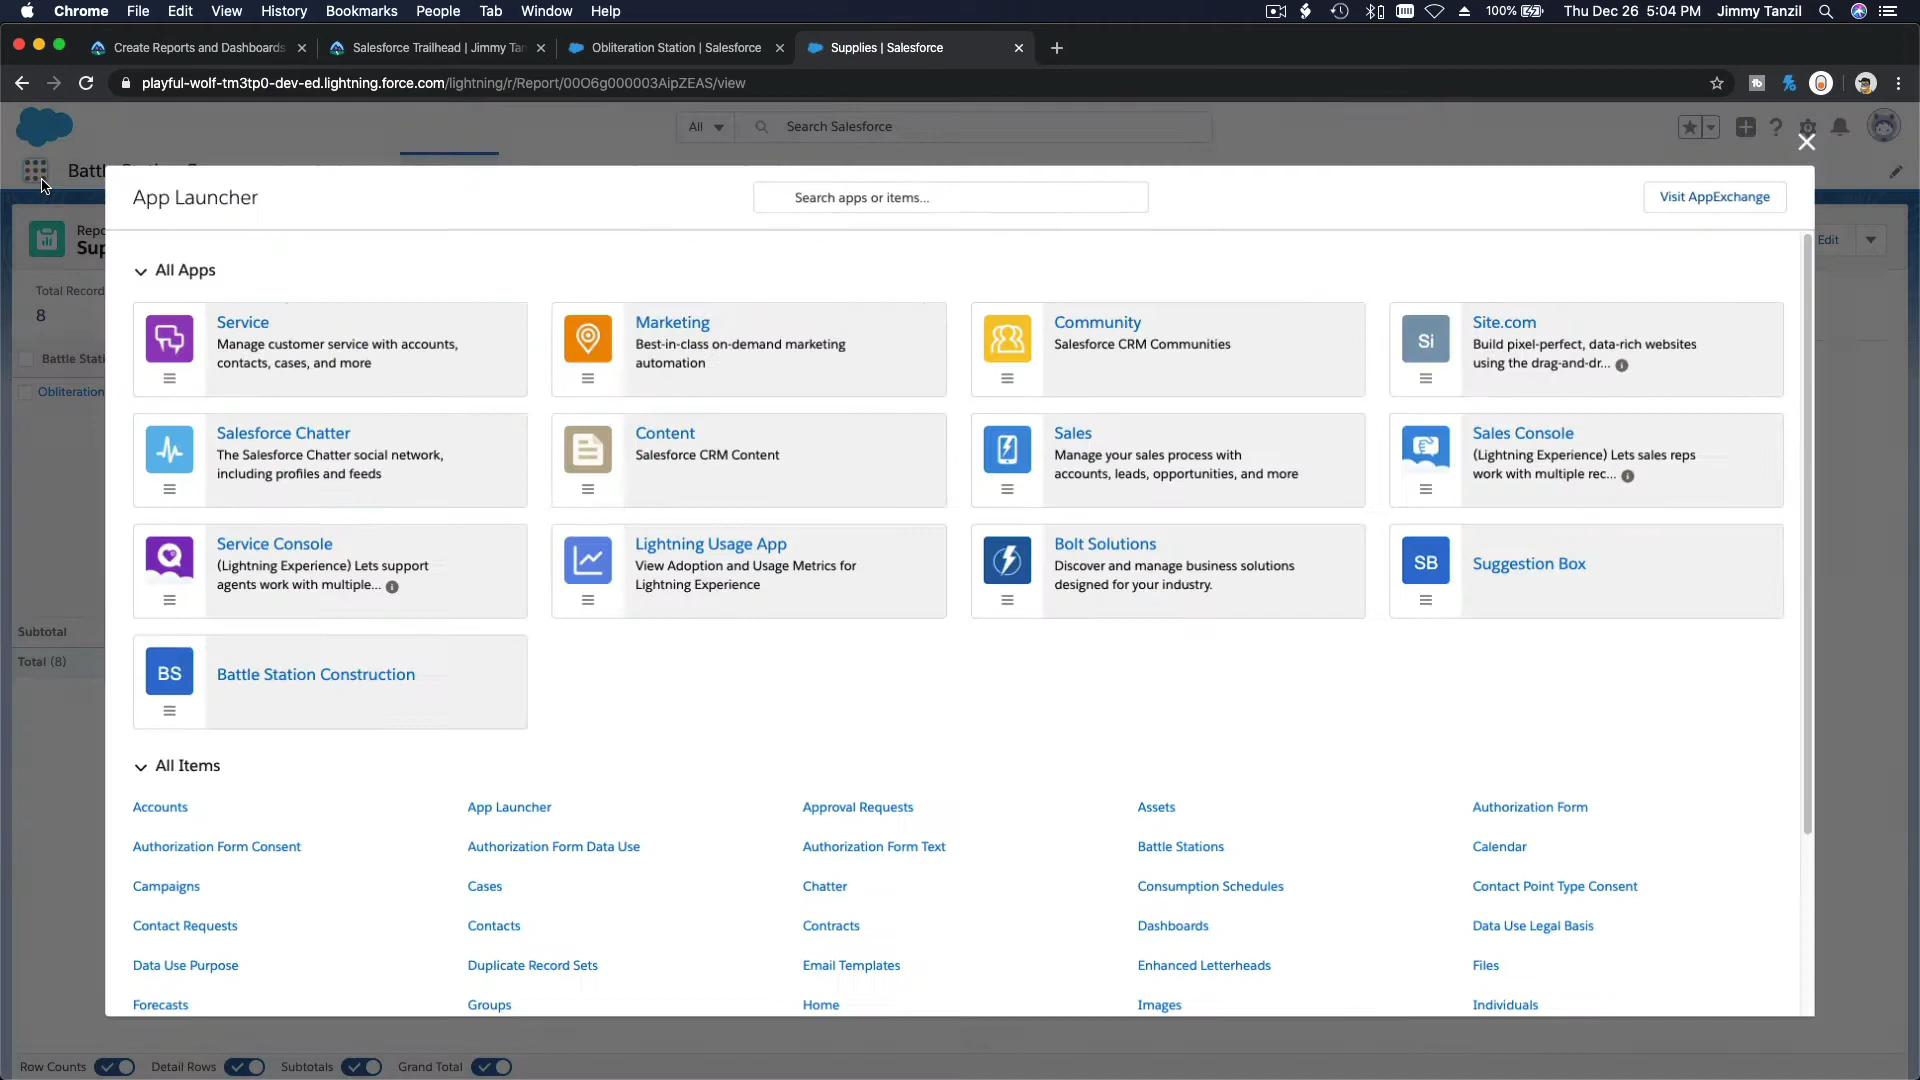 Chrome File Edit View History Bookmarks People Tab Window Help 100% Thu Dec 26 5:04 PM Jimmy Tanzil
Create Reports and Dashboards Salesforce Trailhead | Jimmy Tan Obliteration Station | Salesforce Supplies | Salesforce
playful-wolf-tm3tp0-dev-ed.lightning.force.com/lightning/r/Report/00O6g000003AipZEAS/view
All Search Salesforce
App Launcher Search apps or items... Visit AppExchange
Edit
Total Record
8
Battle Stati
Obliteration
Subtotal
Total (8)
All Apps
Service
Manage customer service with accounts,
contacts, cases, and more
Marketing
Best-in-class on-demand marketing
automation
Community
Salesforce CRM Communities
Si
Site.com
Build pixel-perfect, data-rich websites
using the drag-and-dr...
Salesforce Chatter
The Salesforce Chatter social network,
including profiles and feeds
Content
Salesforce CRM Content
Sales
Manage your sales process with
accounts, leads, opportunities, and more
Sales Console
(Lightning Experience) Lets sales reps
work with multiple rec...
Service Console
(Lightning Experience) Lets support
agents work with multiple...
Lightning Usage App
View Adoption and Usage Metrics for
Lightning Experience
Bolt Solutions
Discover and manage business solutions
designed for your industry.
SB
Suggestion Box
BS
Battle Station Construction
All Items
Accounts App Launcher Approval Requests Assets Authorization Form
Authorization Form Consent Authorization Form Data Use Authorization Form Text Battle Stations Calendar
Campaigns Cases Chatter Consumption Schedules Contact Point Type Consent
Contact Requests Contacts Contracts Dashboards Data Use Legal Basis
Data Use Purpose Duplicate Record Sets Email Templates Enhanced Letterheads Files
Forecasts Groups Home Images Individuals
Row Counts Detail Rows Subtotals Grand Total